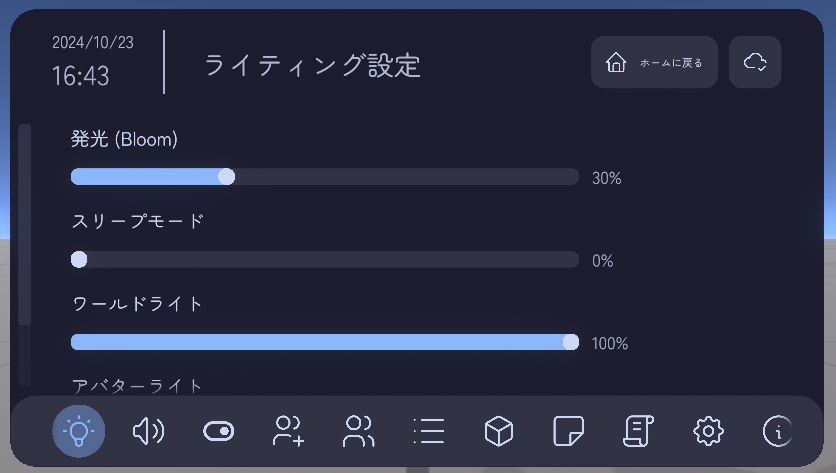 2024/10/23
16:43
ライティング設定
ホームに戻る
発光 (Bloom)
30%
スリープモード
0%
ワールドライト
100%
アバターライト